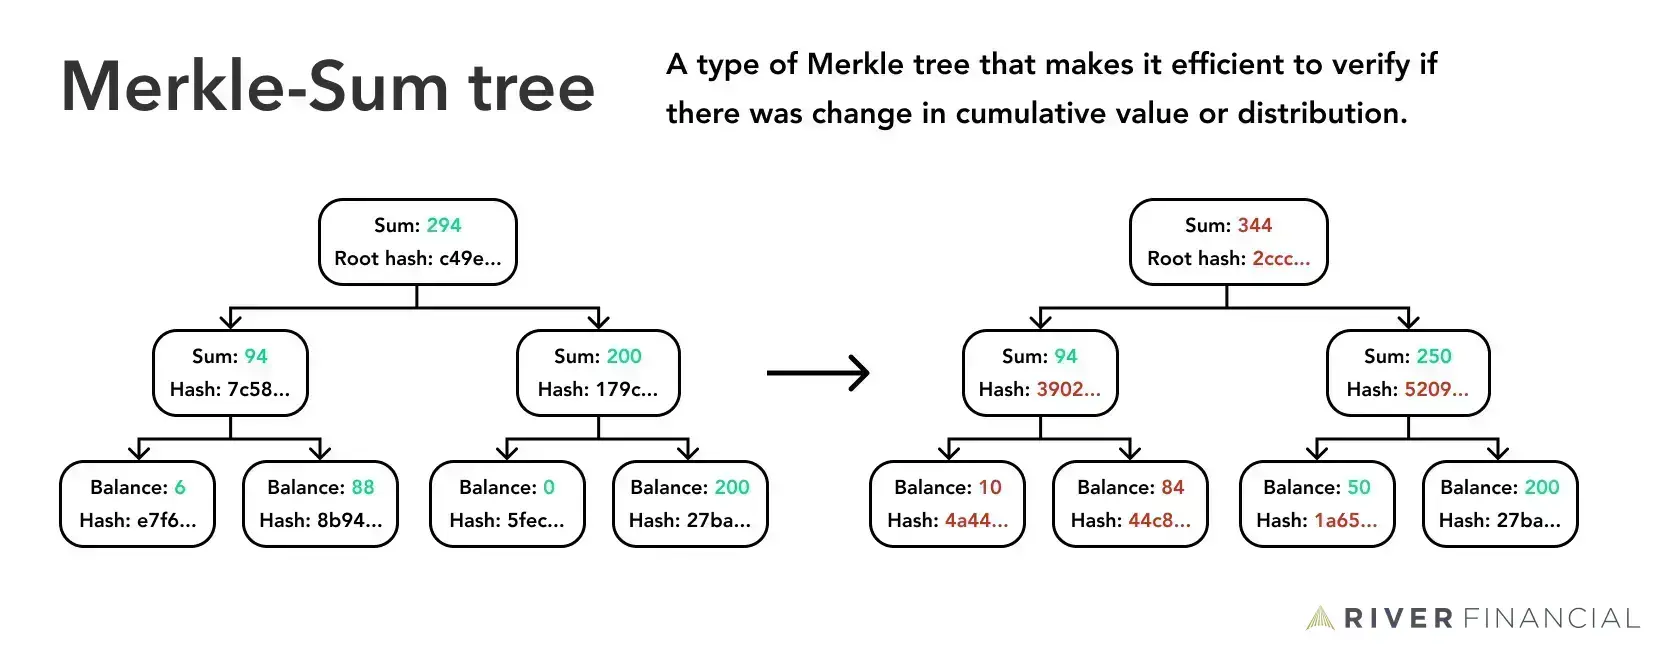 Merkle-Sum tree
A type of Merkle tree that makes it efficient to verify if
there was change in cumulative value or distribution.
Sum: 294
Root hash: c49e...
Sum: 94
Hash: 7c58...
Sum: 200
Hash: 179c...
Balance: 6
Hash: e7f6...
Balance: 88
Hash: 8b94...
Balance: 0
Hash: 5fec...
Balance: 200
Hash: 27ba...
Sum: 344
Root hash: 2ccc...
Sum: 94
Hash: 3902...
Sum: 250
Hash: 5209...
Balance: 10
Hash: 4a44...
Balance: 84
Hash: 44c8...
Balance: 50
Hash: 1a65...
Balance: 200
Hash: 27ba...
RIVER FINANCIAL